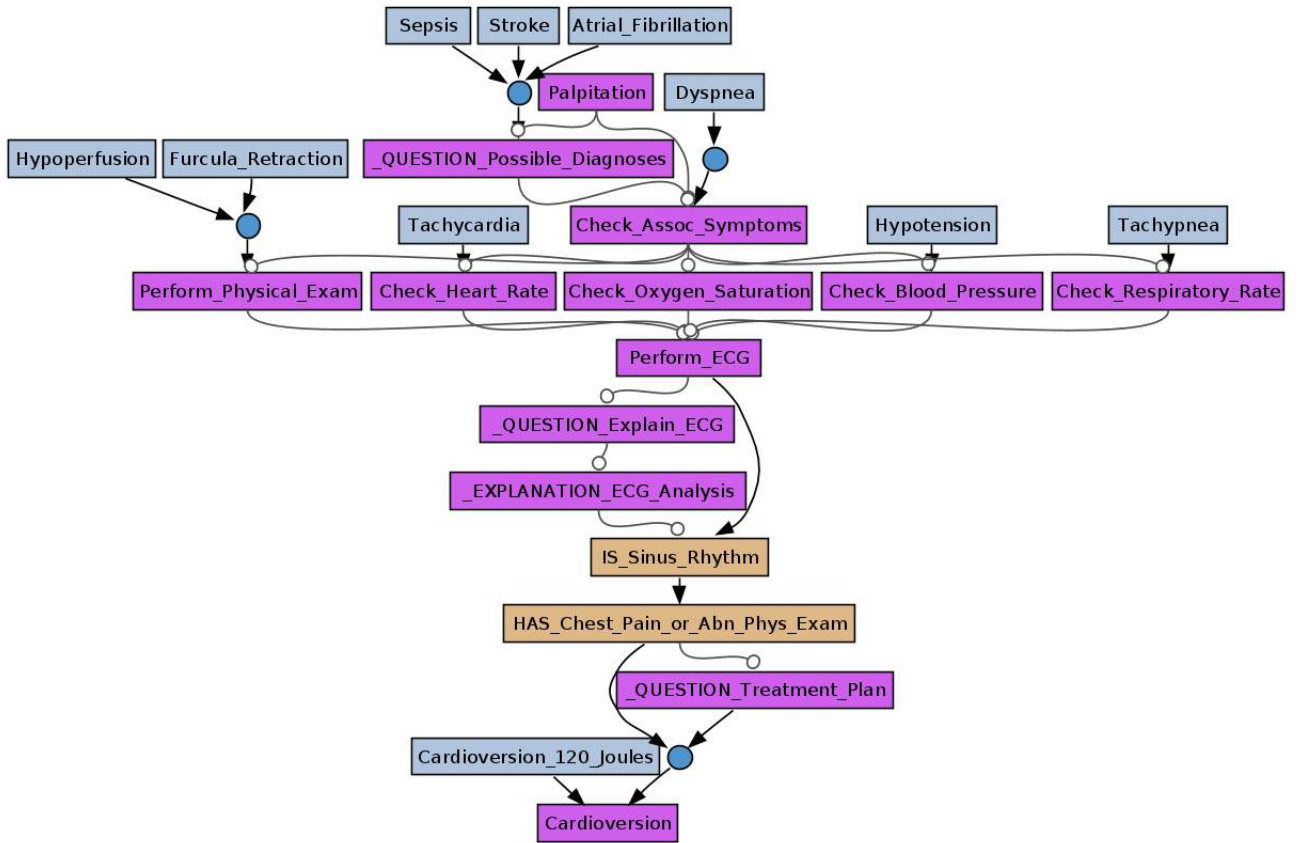 Sepsis
Stroke
Atrial_Fibrillation
Palpitation
Dyspnea
Hypoperfusion
Furcula_Retraction
_QUESTION_Possible_Diagnoses
Tachycardia
Check_Assoc_Symptoms
Hypotension
Tachypnea
Perform_Physical_Exam
Check_Heart_Rate
Check_Oxygen_Saturation
Check_Blood_Pressure
Check_Respiratory_Rate
Perform_ECG
_QUESTION_Explain_ECG
_EXPLANATION_ECG_Analysis
IS_Sinus_Rhythm
HAS_Chest_Pain_or_Abn_Phys_Exam
_QUESTION_Treatment_Plan
Cardioversion_120_Joules
Cardioversion